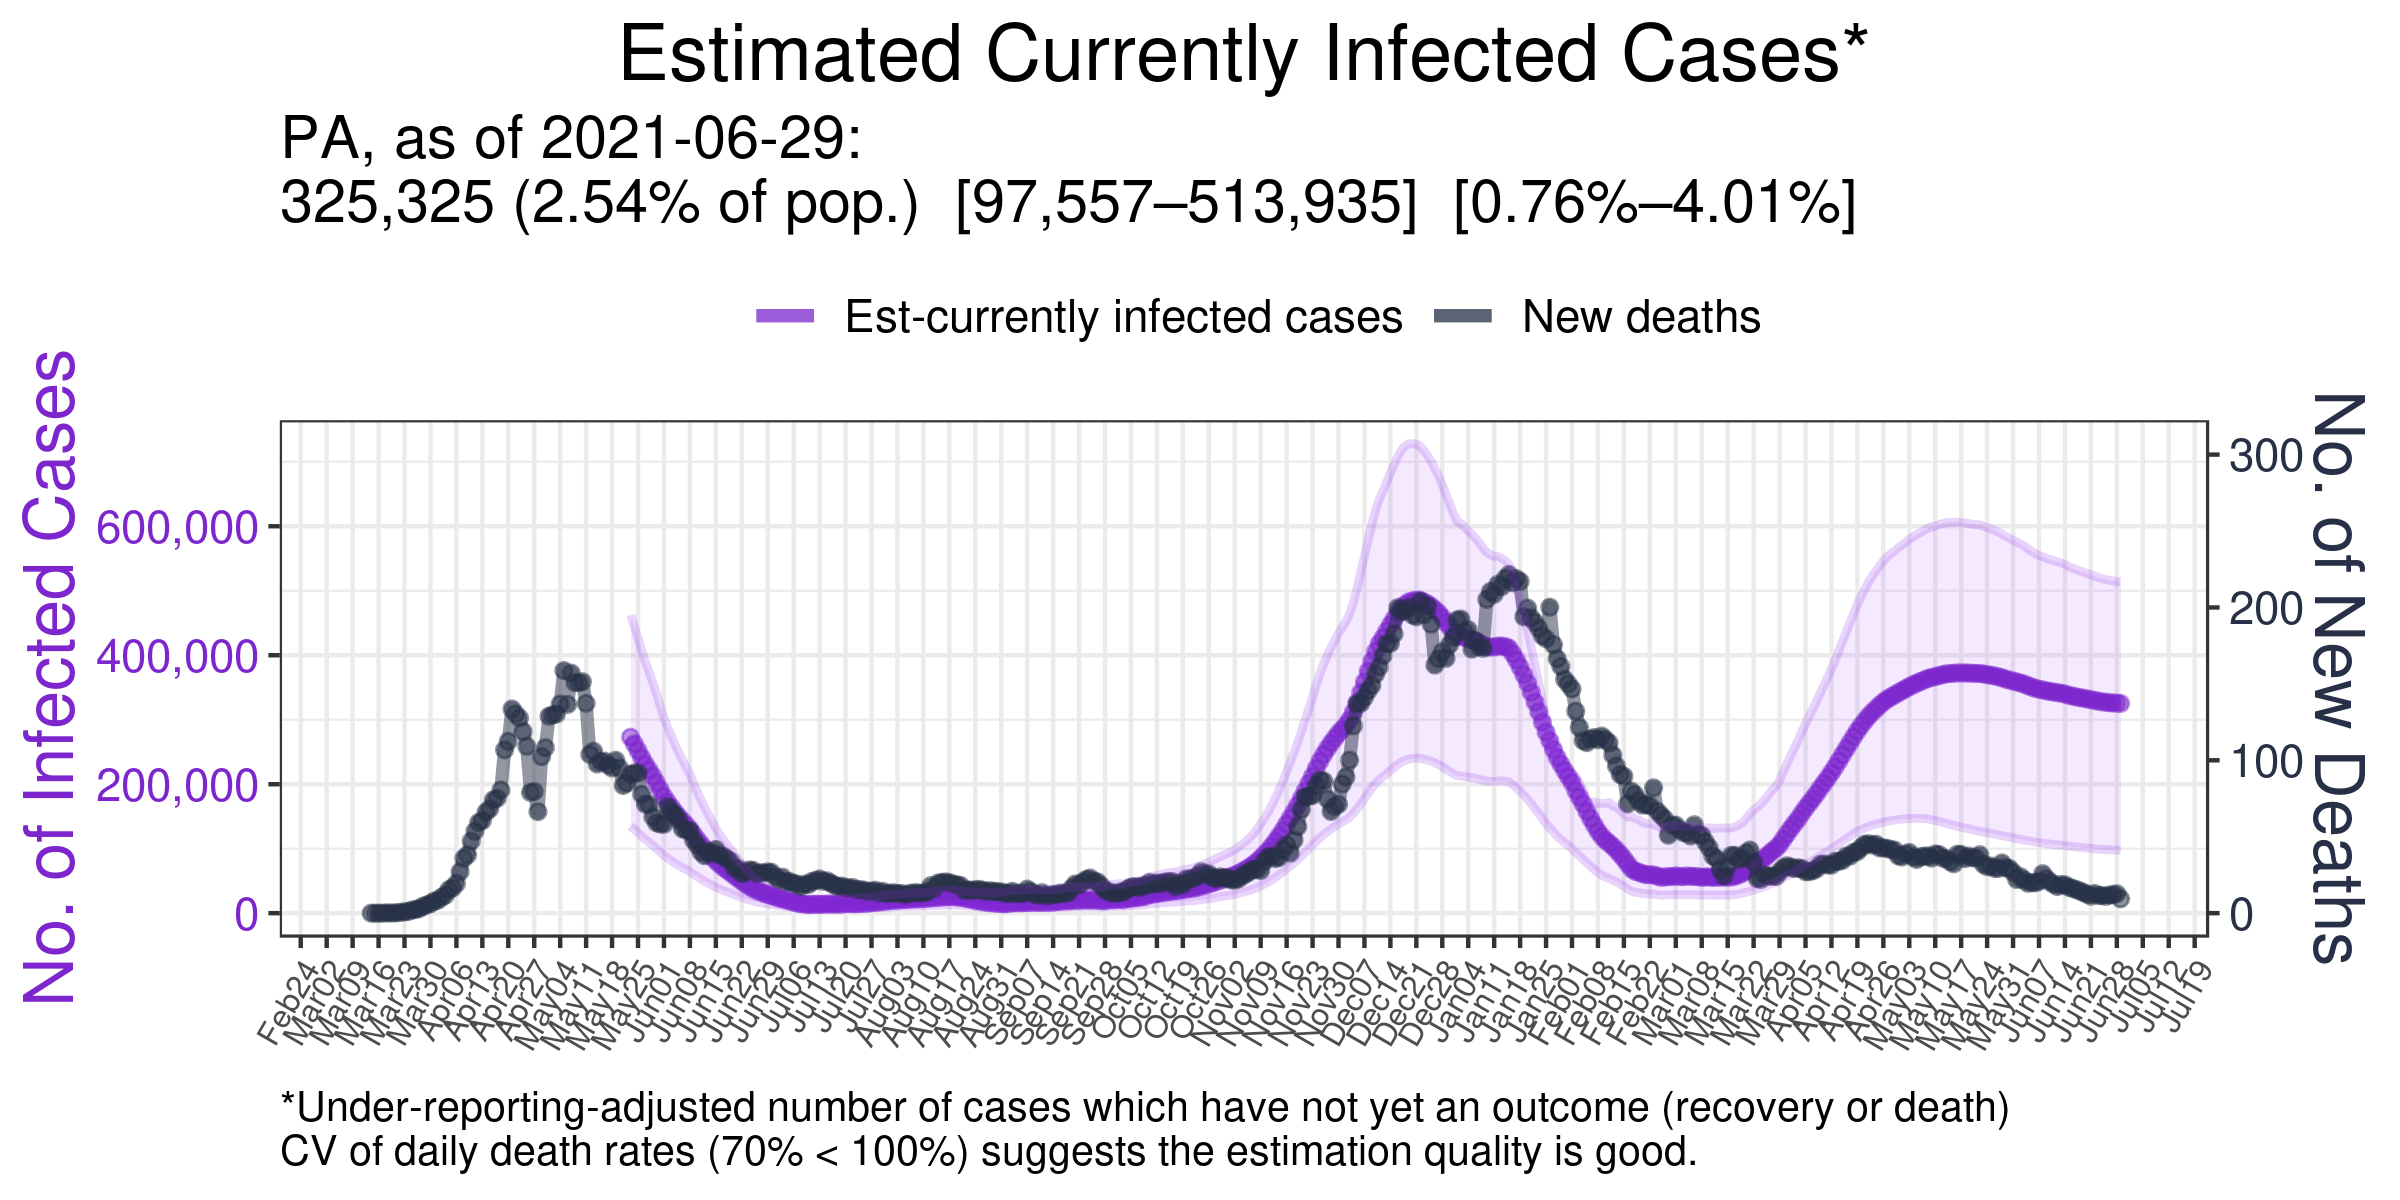 Estimated Currently Infected Cases*
PA, as of 2021-06-29:
325,325 (2.54% of pop.) [97,557–513,935] [0.76%–4.01%]
Est-currently infected cases New deaths
No. of Infected Cases
600,000
400,000
200,000
0
300
200
100
0
No. of New Deaths
Feb24 Mar02 Mar09 Mar16 Mar23 Mar30 Apr06 Apr13 Apr20 Apr27 May04 May11 May18 May25 Jun01 Jun08 Jun15 Jun22 Jun29 Jul06 Jul13 Jul20 Jul27 Aug03 Aug10 Aug17 Aug24 Aug31 Sep07 Sep14 Sep21 Sep28 Oct05 Oct12 Oct19 Oct26 Nov02 Nov09 Nov16 Nov23 Nov30 Dec07 Dec14 Dec21 Dec28 Jan04 Jan11 Jan18 Jan25 Feb01 Feb08 Feb15 Feb22 Mar01 Mar08 Mar15 Mar22 Mar29 Apr05 Apr12 Apr19 Apr26 May03 May10 May17 May24 May31 Jun07 Jun14 Jun21 Jun28 Jul05 Jul12 Jul19
*Under-reporting-adjusted number of cases which have not yet an outcome (recovery or death)
CV of daily death rates (70% < 100%) suggests the estimation quality is good.